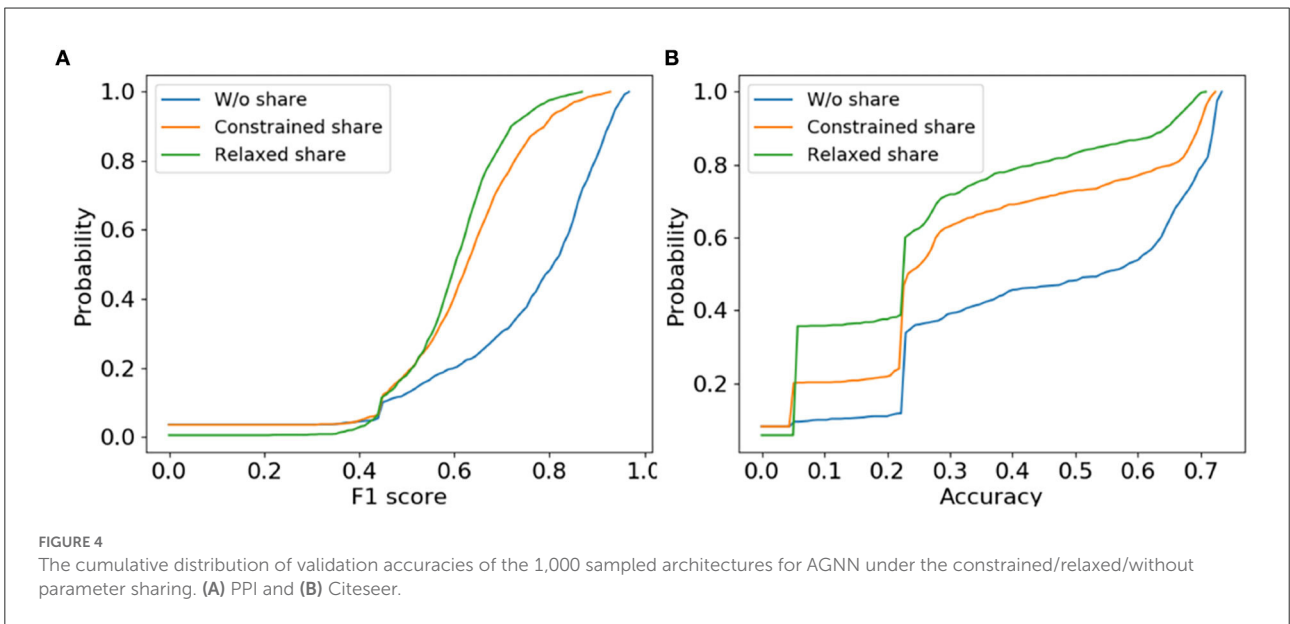 A
1.0
0.8
0.6
0.4
0.2
0.0
Probability
W/o share
Constrained share
Relaxed share
0.0 0.2 0.4 0.6 0.8 1.0
F1 score
B
1.0
0.8
0.6
0.4
0.2
Probability
W/o share
Constrained share
Relaxed share
0.0 0.1 0.2 0.3 0.4 0.5 0.6 0.7
Accuracy
FIGURE 4
The cumulative distribution of validation accuracies of the 1,000 sampled architectures for AGNN under the constrained/relaxed/without
parameter sharing. (A) PPI and (B) Citeseer.